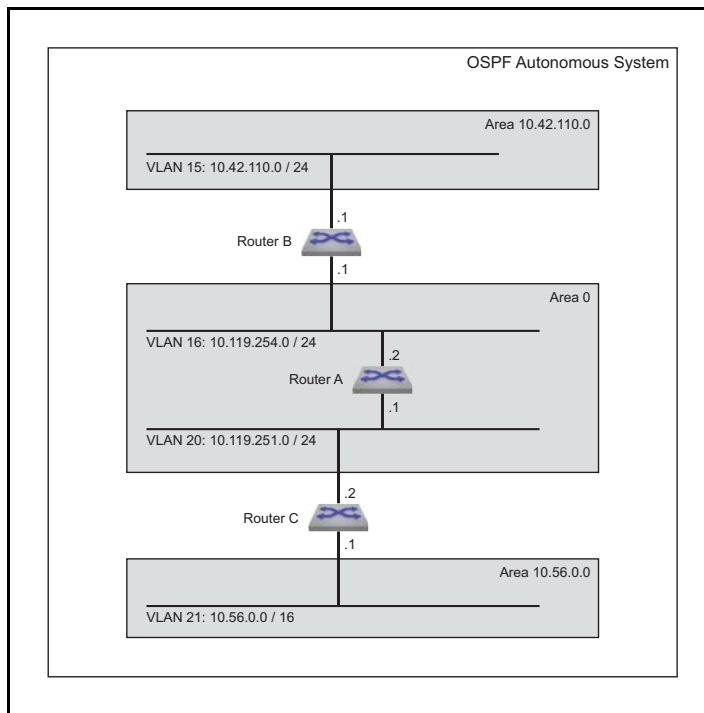 OSPF Autonomous System
Area 10.42.110.0
VLAN 15: 10.42.110.0 / 24
.1
Router B
.1
Area 0
VLAN 16: 10.119.254.0 / 24
.2
Router A
.1
VLAN 20: 10.119.251.0 / 24
.2
Router C
.1
Area 10.56.0.0
VLAN 21: 10.56.0.0 / 16